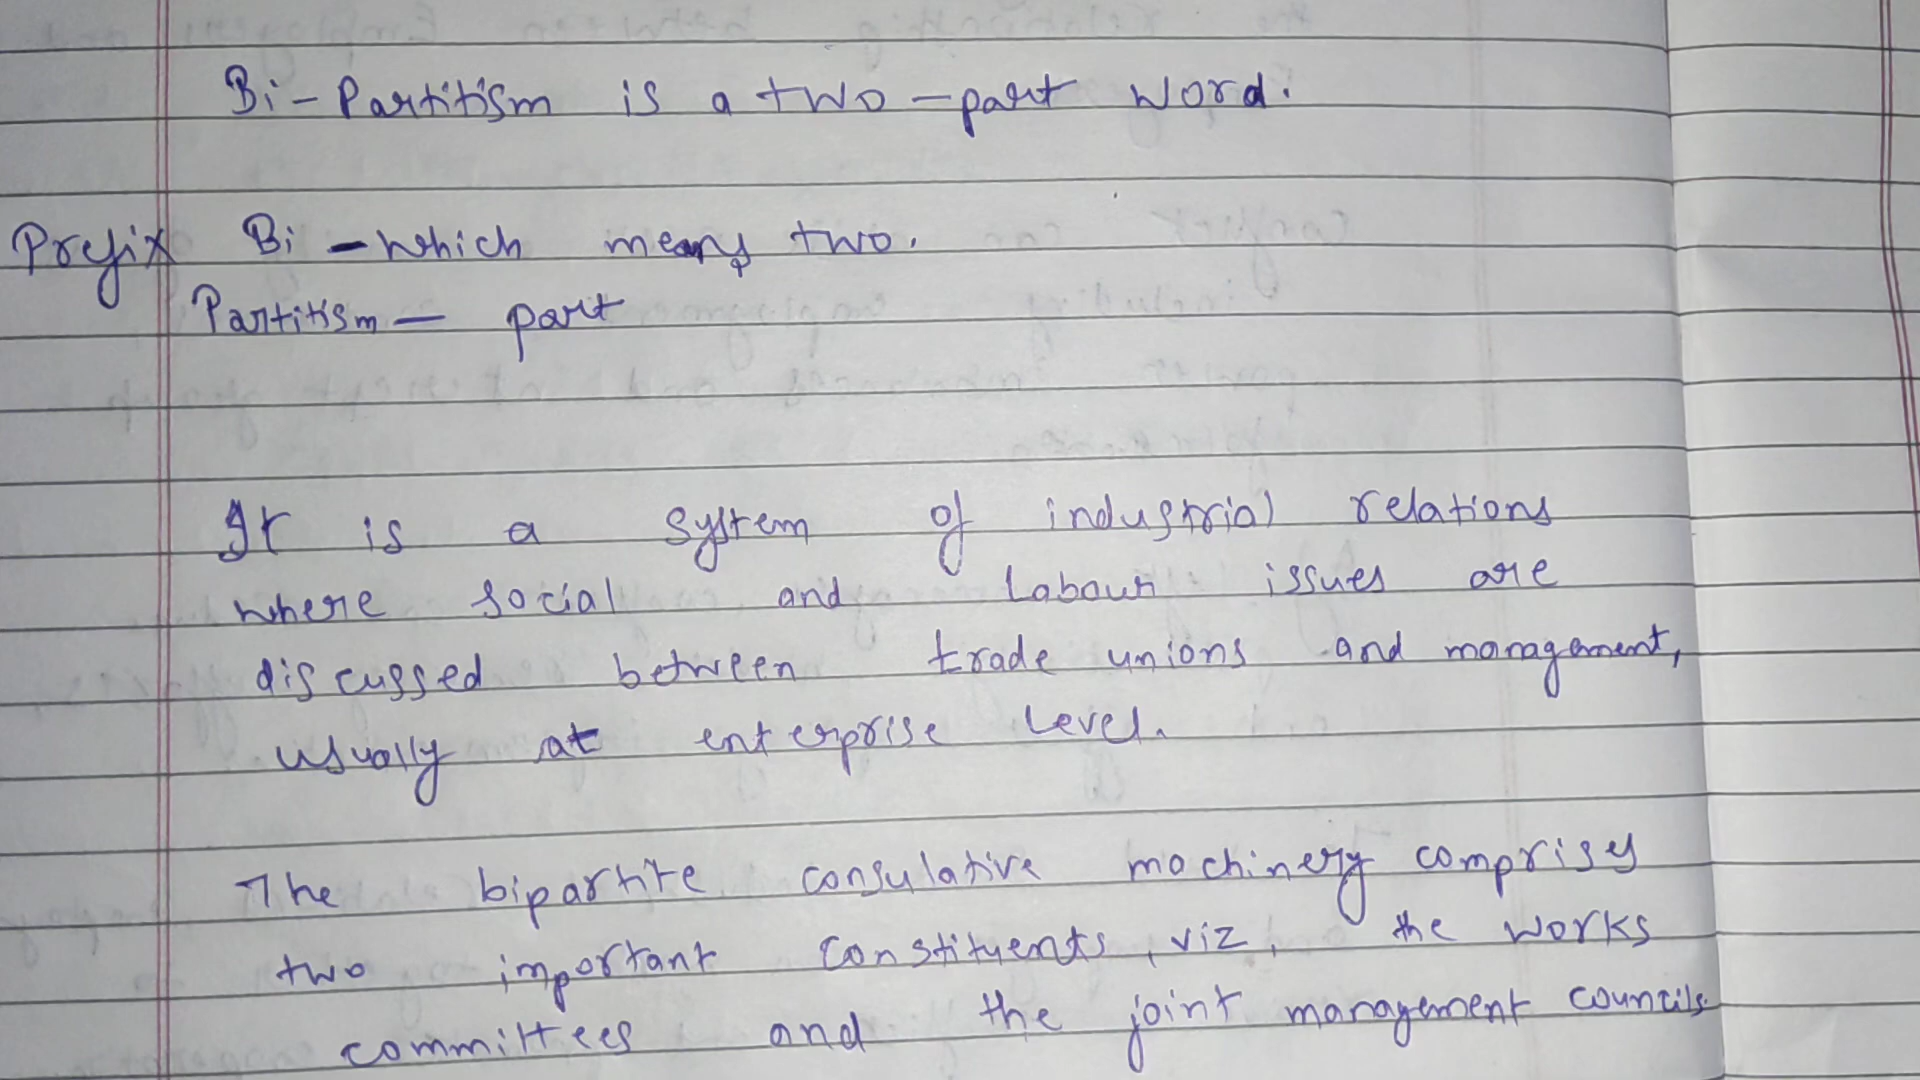 Bi-Partitism is a two-part word.
Prefix Bi - which means two.
Partitism - part
It is a system of industrial relations
where social and Labour issues are
discussed between trade unions and management,
usually at enterprise Level.
The bipartite consulative machinery comprises
two important constituents, viz, the works
committees and the joint management councils.